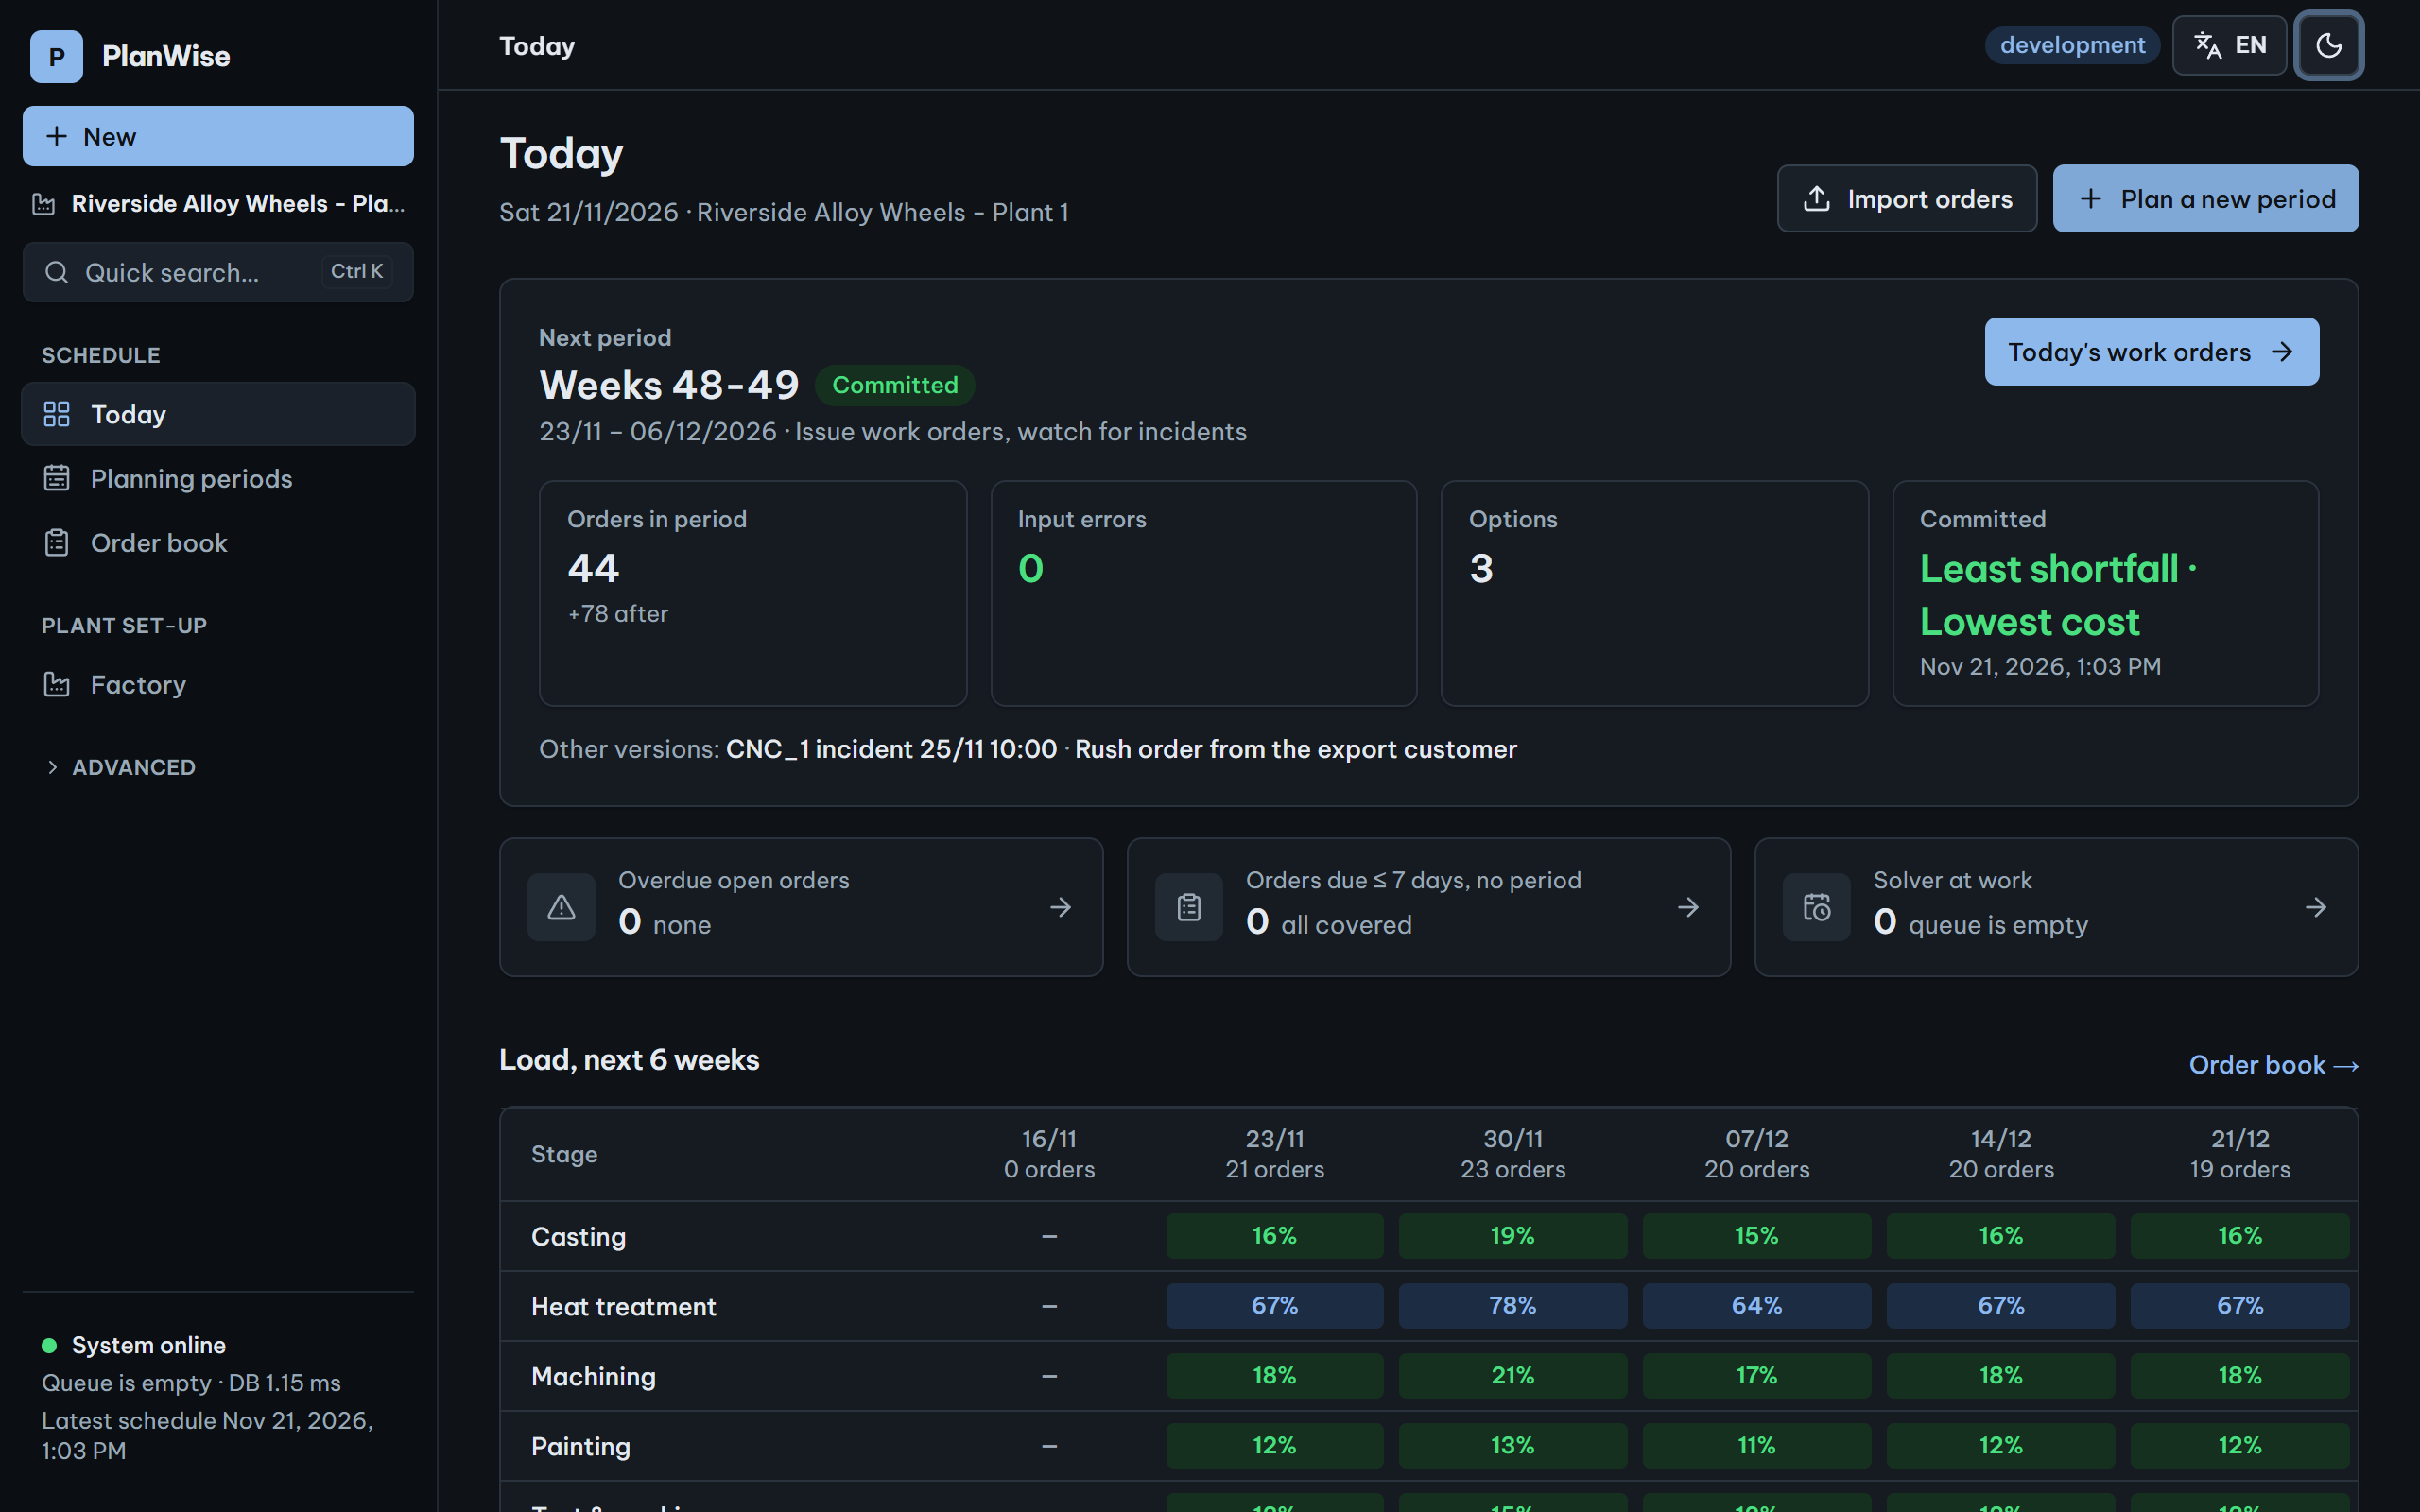 P PlanWise
New
Riverside Alloy Wheels - Pla...
Quick search... Ctrl K
SCHEDULE
Today
Planning periods
Order book
PLANT SET-UP
Factory
ADVANCED
System online
Queue is empty · DB 1.15 ms
Latest schedule Nov 21, 2026,
1:03 PM
Today
development
EN
Today
Sat 21/11/2026 · Riverside Alloy Wheels - Plant 1
Import orders
Plan a new period
Next period
Weeks 48-49 Committed
23/11 – 06/12/2026 · Issue work orders, watch for incidents
Today's work orders
Orders in period
44
+78 after
Input errors
0
Options
3
Committed
Least shortfall ·
Lowest cost
Nov 21, 2026, 1:03 PM
Other versions: CNC_1 incident 25/11 10:00 · Rush order from the export customer
Overdue open orders
0 none
Orders due ≤ 7 days, no period
0 all covered
Solver at work
0 queue is empty
Load, next 6 weeks
Order book →
Stage 16/11 23/11 30/11 07/12 14/12 21/12
0 orders 21 orders 23 orders 20 orders 20 orders 19 orders
Casting – 16% 19% 15% 16% 16%
Heat treatment – 67% 78% 64% 67% 67%
Machining – 18% 21% 17% 18% 18%
Painting – 12% 13% 11% 12% 12%